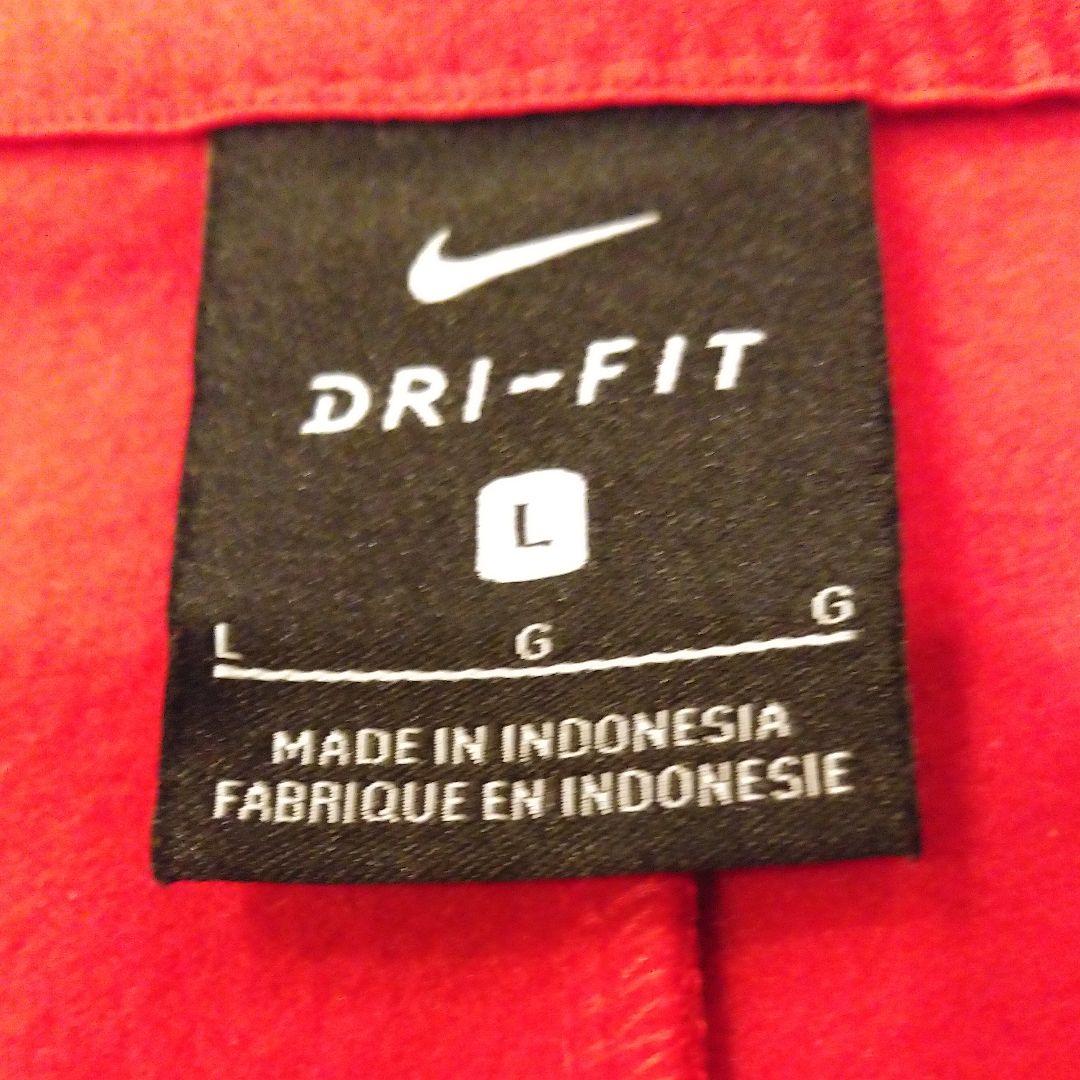 DRI-FIT
L
L G G
MADE IN INDONESIA
FABRIQUE EN INDONESIE